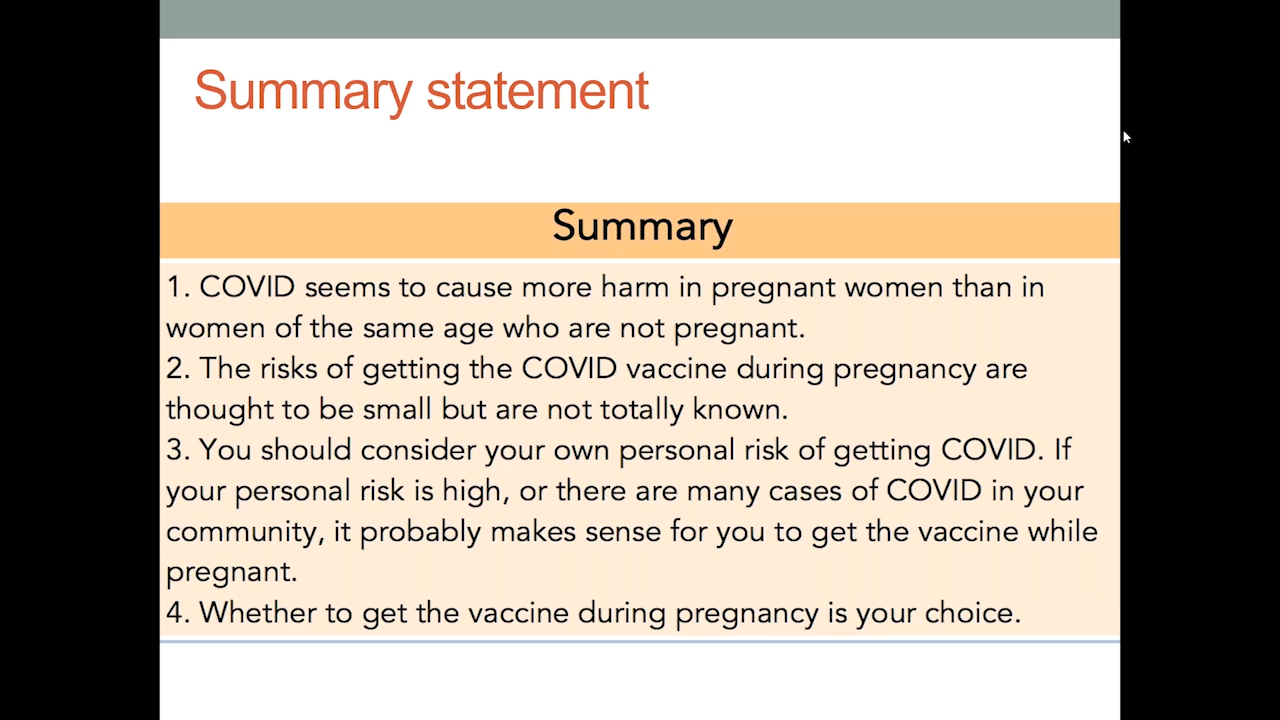 Summary statement
Summary
1. COVID seems to cause more harm in pregnant women than in
women of the same age who are not pregnant.
2. The risks of getting the COVID vaccine during pregnancy are
thought to be small but are not totally known.
3. You should consider your own personal risk of getting COVID. If
your personal risk is high, or there are many cases of COVID in your
community, it probably makes sense for you to get the vaccine while
pregnant.
4. Whether to get the vaccine during pregnancy is your choice.